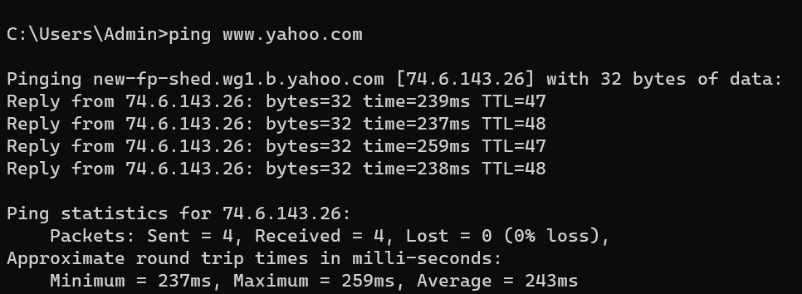 C:\Users\Admin>ping www.yahoo.com
Pinging new-fp-shed.wg1.b.yahoo.com [74.6.143.26] with 32 bytes of data:
Reply from 74.6.143.26: bytes=32 time=239ms TTL=47
Reply from 74.6.143.26: bytes=32 time=237ms TTL=48
Reply from 74.6.143.26: bytes=32 time=259ms TTL=47
Reply from 74.6.143.26: bytes=32 time=238ms TTL=48
Ping statistics for 74.6.143.26:
    Packets: Sent = 4, Received = 4, Lost = 0 (0% loss),
Approximate round trip times in milli-seconds:
    Minimum = 237ms, Maximum = 259ms, Average = 243ms